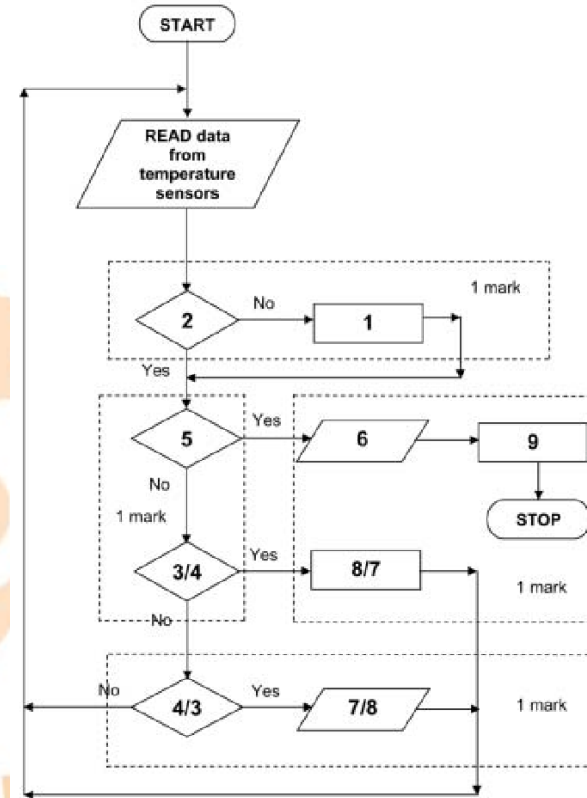 START
READ data
from
temperature
sensors
1 mark
No
2
1
Yes
Yes
5
6
9
No
1 mark
STOP
Yes
3/4
8/7
1 mark
No
No
Yes
4/3
7/8
1 mark